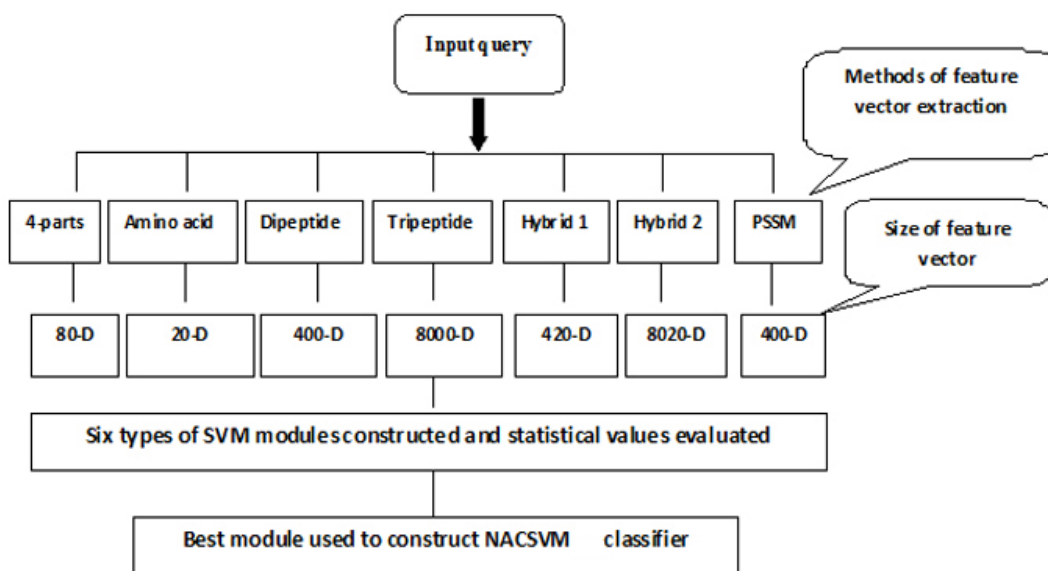 Input query
Methods of feature
vector extraction
4-parts
Amino acid
Dipeptide
Tripeptide
Hybrid 1
Hybrid 2
PSSM
Size of feature
vector
80-D
20-D
400-D
8000-D
420-D
8020-D
400-D
Six types of SVM modules constructed and statistical values evaluated
Best module used to construct NACSVM classifier